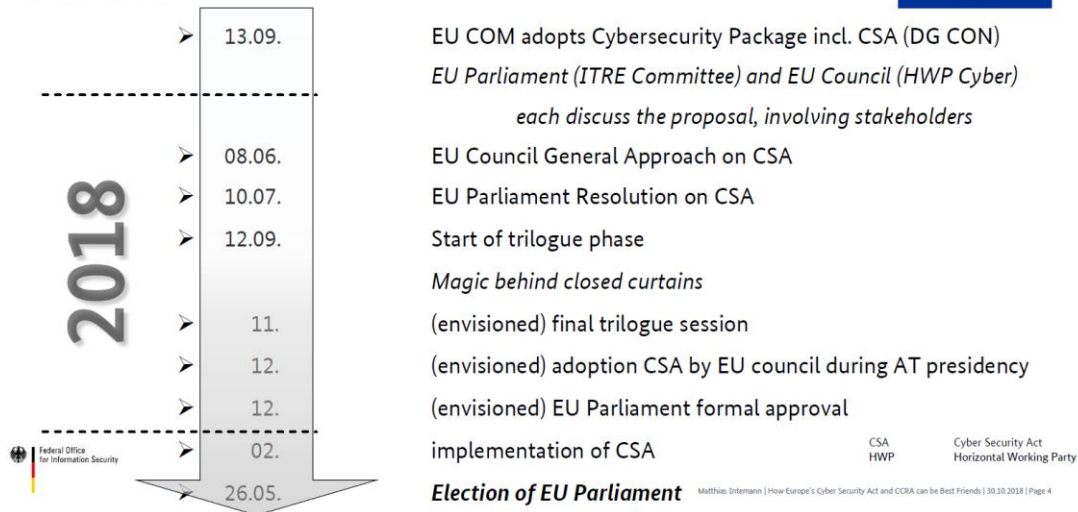 13.09. EU COM adopts Cybersecurity Package incl. CSA (DG CON)
EU Parliament (ITRE Committee) and EU Council (HWP Cyber)
each discuss the proposal, involving stakeholders
2018
08.06. EU Council General Approach on CSA
10.07. EU Parliament Resolution on CSA
12.09. Start of trilogue phase
Magic behind closed curtains
11. (envisioned) final trilogue session
12. (envisioned) adoption CSA by EU council during AT presidency
12. (envisioned) EU Parliament formal approval
02. implementation of CSA
26.05. Election of EU Parliament
CSA Cyber Security Act
HWP Horizontal Working Party
Federal Office
for Information Security
Matthias Intemann | How Europe's Cyber Security Act and CCRA can be Best Friends | 30.10.2018 | Page 4